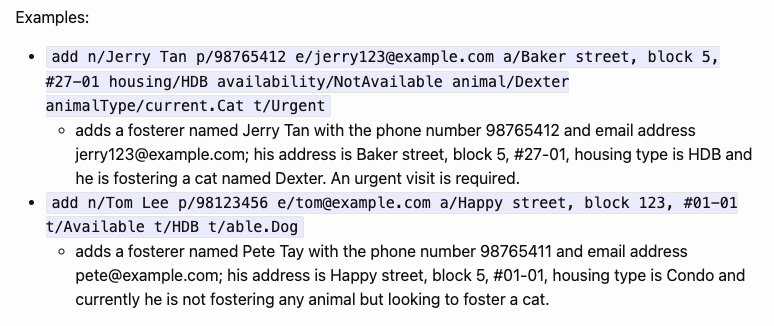 Examples:
add n/Jerry Tan p/98765412 e/jerry123@example.com a/Baker street, block 5,
#27-01 housing/HDB availability/NotAvailable animal/Dexter
animalType/current.Cat t/Urgent
adds a fosterer named Jerry Tan with the phone number 98765412 and email address
jerry123@example.com; his address is Baker street, block 5, #27-01, housing type is HDB and
he is fostering a cat named Dexter. An urgent visit is required.
add n/Tom Lee p/98123456 e/tom@example.com a/Happy street, block 123, #01-01
t/Available t/HDB t/able.Dog
adds a fosterer named Pete Tay with the phone number 98765411 and email address
pete@example.com; his address is Happy street, block 5, #01-01, housing type is Condo and
currently he is not fostering any animal but looking to foster a cat.